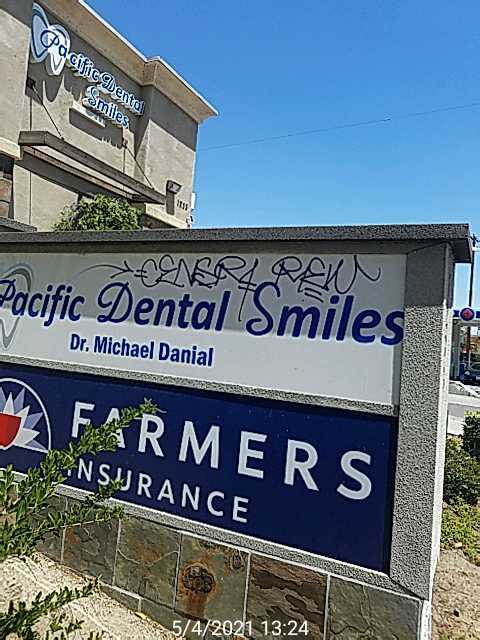 Pacific Dental
Smiles
Pacific Dental Smiles
Dr. Michael Danial
FARMERS
INSURANCE
5/4/2021 13:24